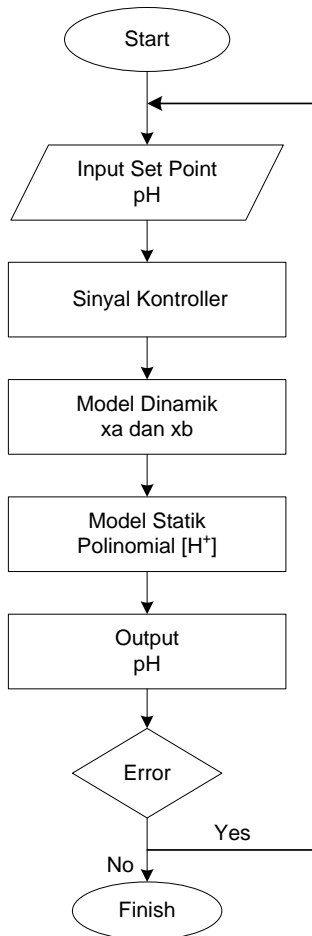 Start
Input Set Point
pH
Sinyal Kontroller
Model Dinamik
xa dan xb
Model Statik
Polinomial [H⁺]
Output
pH
Error
Yes
No
Finish